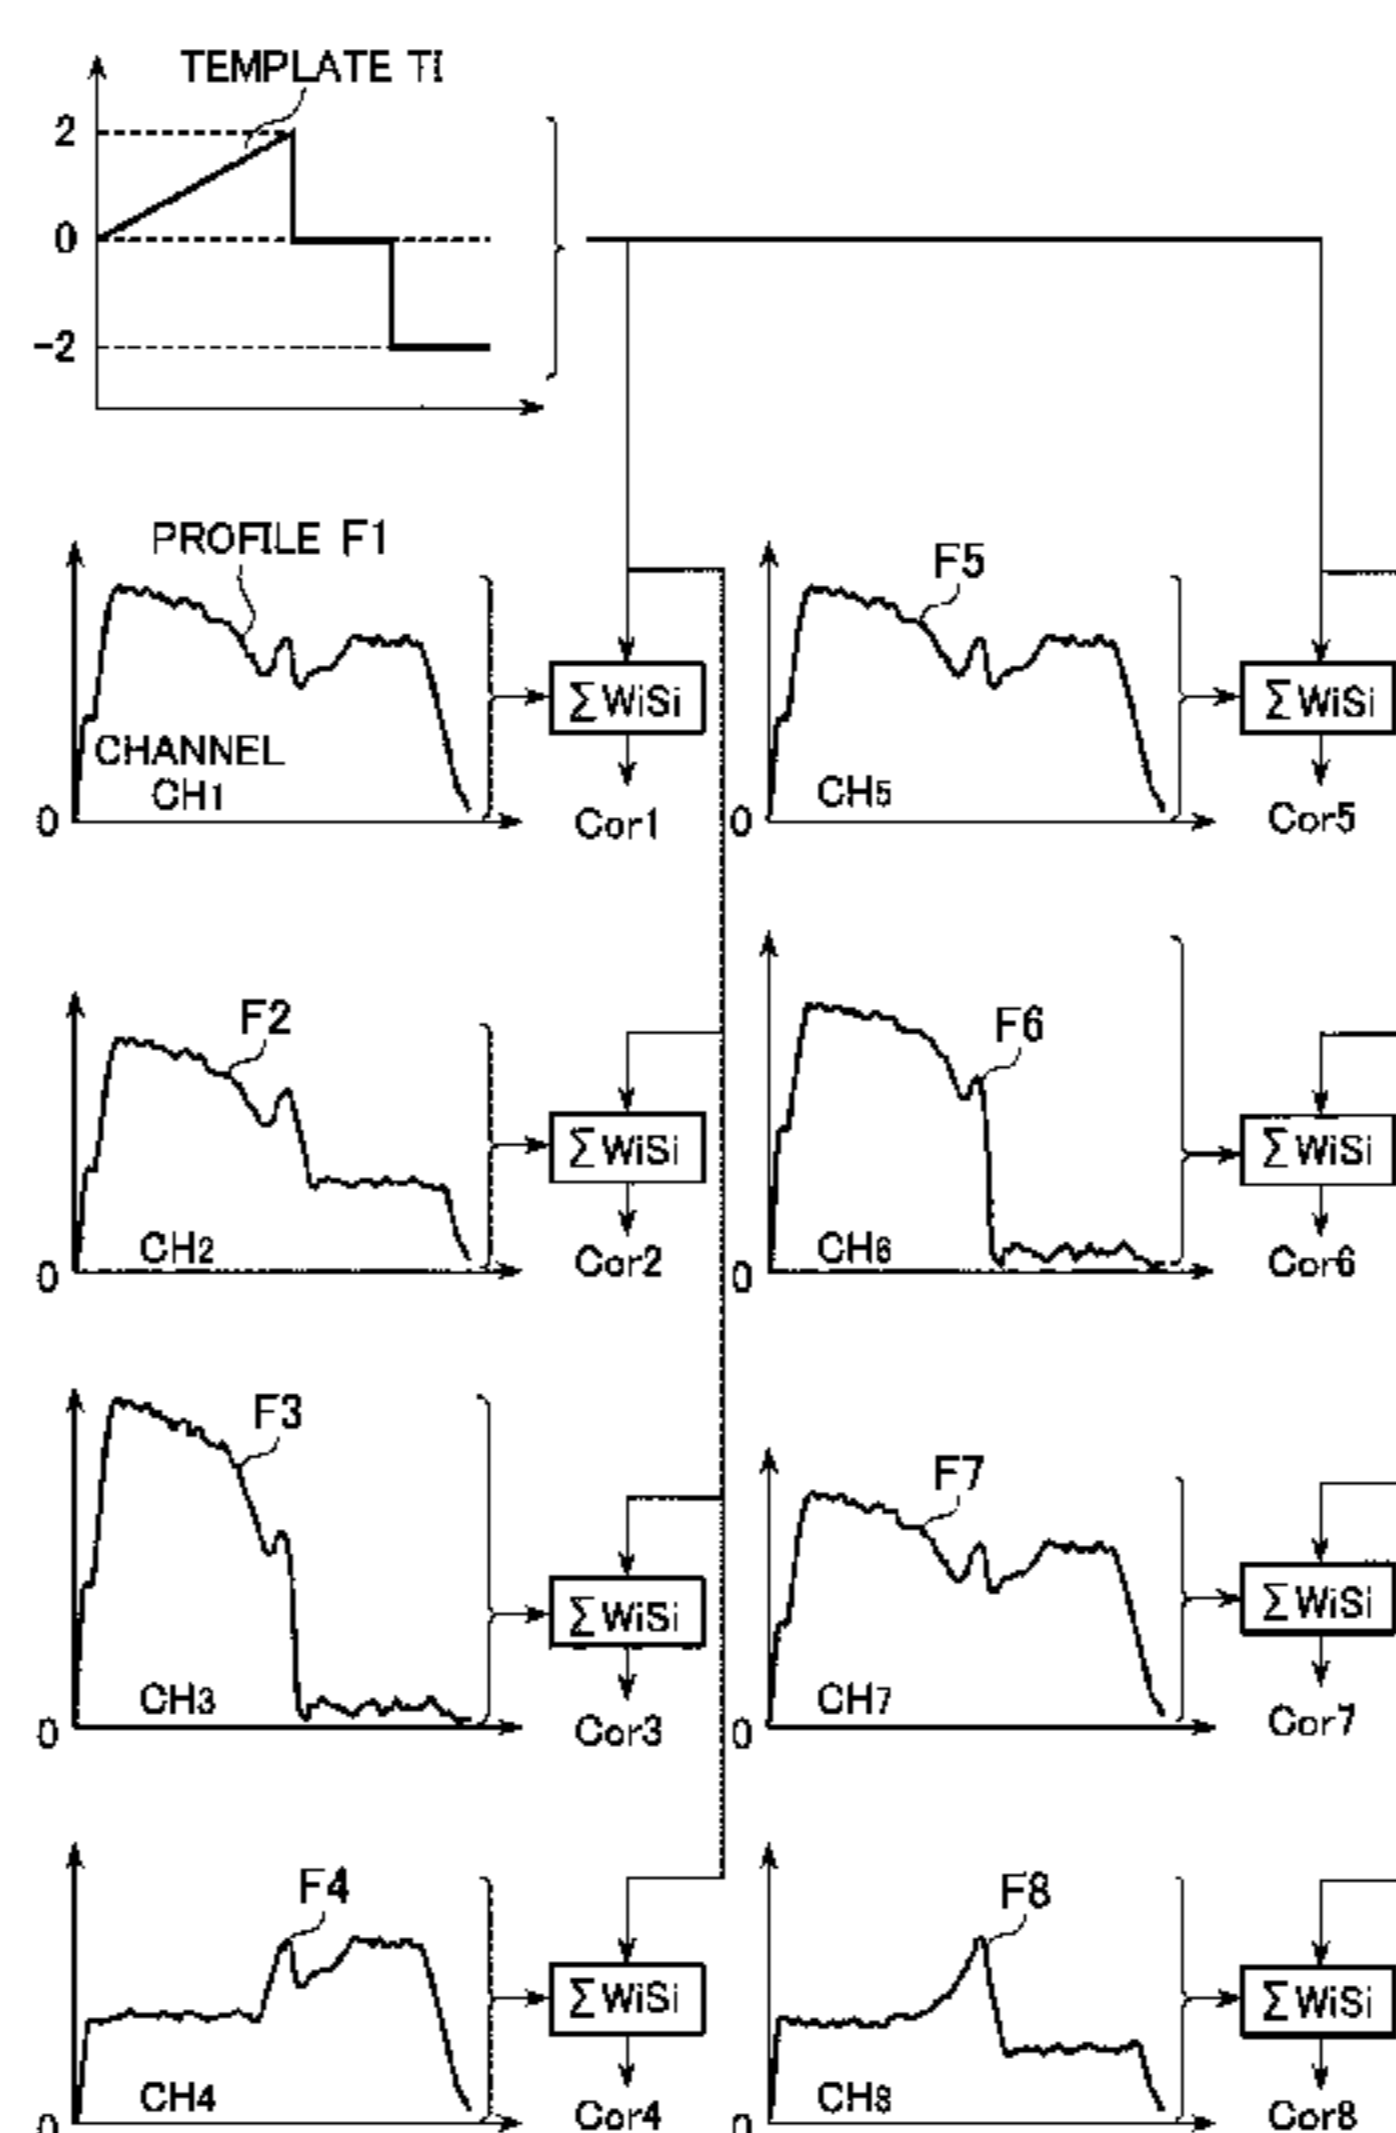 TEMPLATE TI
2
0
-2
PROFILE F1
CHANNEL
CH1
0
ΣWiSi
Cor1
F5
CH5
0
ΣWiSi
Cor5
F2
CH2
0
ΣWiSi
Cor2
F6
CH6
0
ΣWiSi
Cor6
F3
CH3
0
ΣWiSi
Cor3
F7
CH7
0
ΣWiSi
Cor7
F4
CH4
0
ΣWiSi
Cor4
F8
CH8
0
ΣWiSi
Cor8